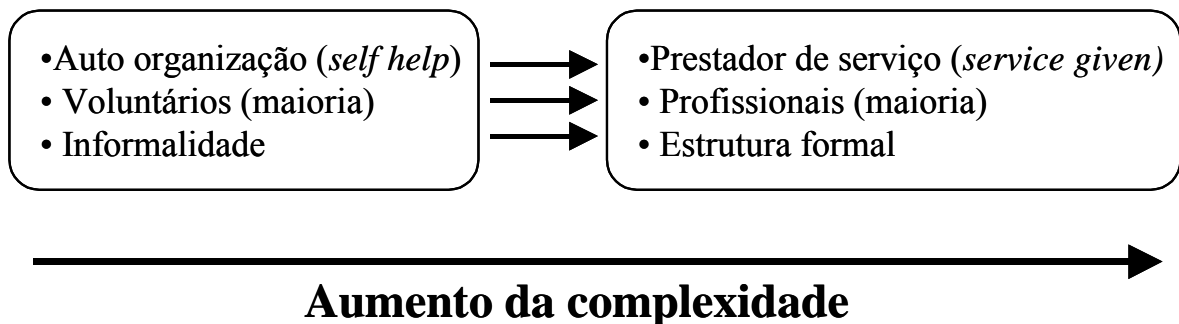 •Auto organização (self help)
• Voluntários (maioria)
• Informalidade
•Prestador de serviço (service given)
• Profissionais (maioria)
• Estrutura formal
Aumento da complexidade